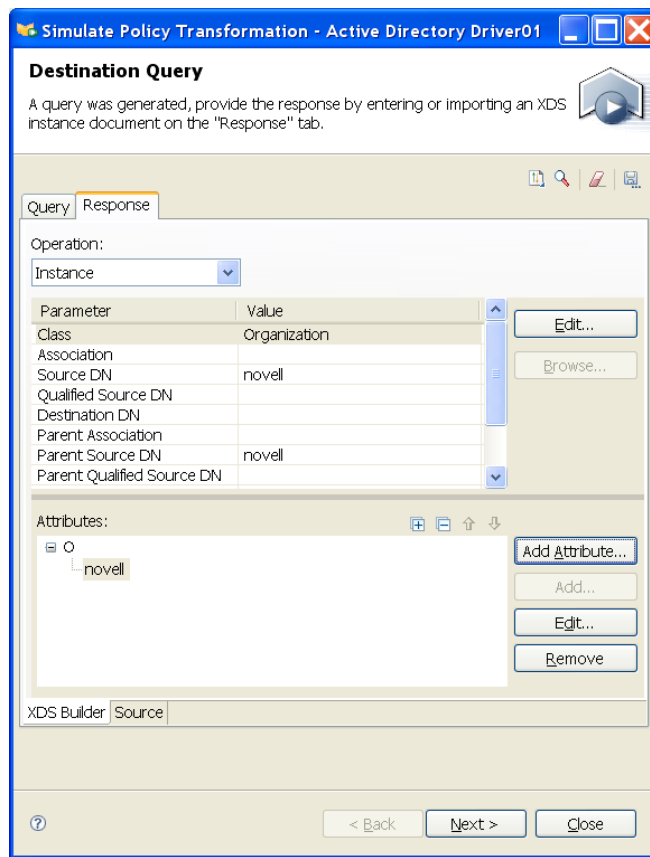 Simulate Policy Transformation - Active Directory Driver01
Destination Query
A query was generated, provide the response by entering or importing an XDS
instance document on the "Response" tab.
Query Response
Operation:
Instance
Parameter Value
Class Organization
Edit...
Association
Source DN novell
Browse...
Qualified Source DN
Destination DN
Parent Association
Parent Source DN novell
Parent Qualified Source DN
Attributes:
O
novell
Add Attribute...
Add...
Edit...
Remove
XDS Builder Source
< Back Next > Close